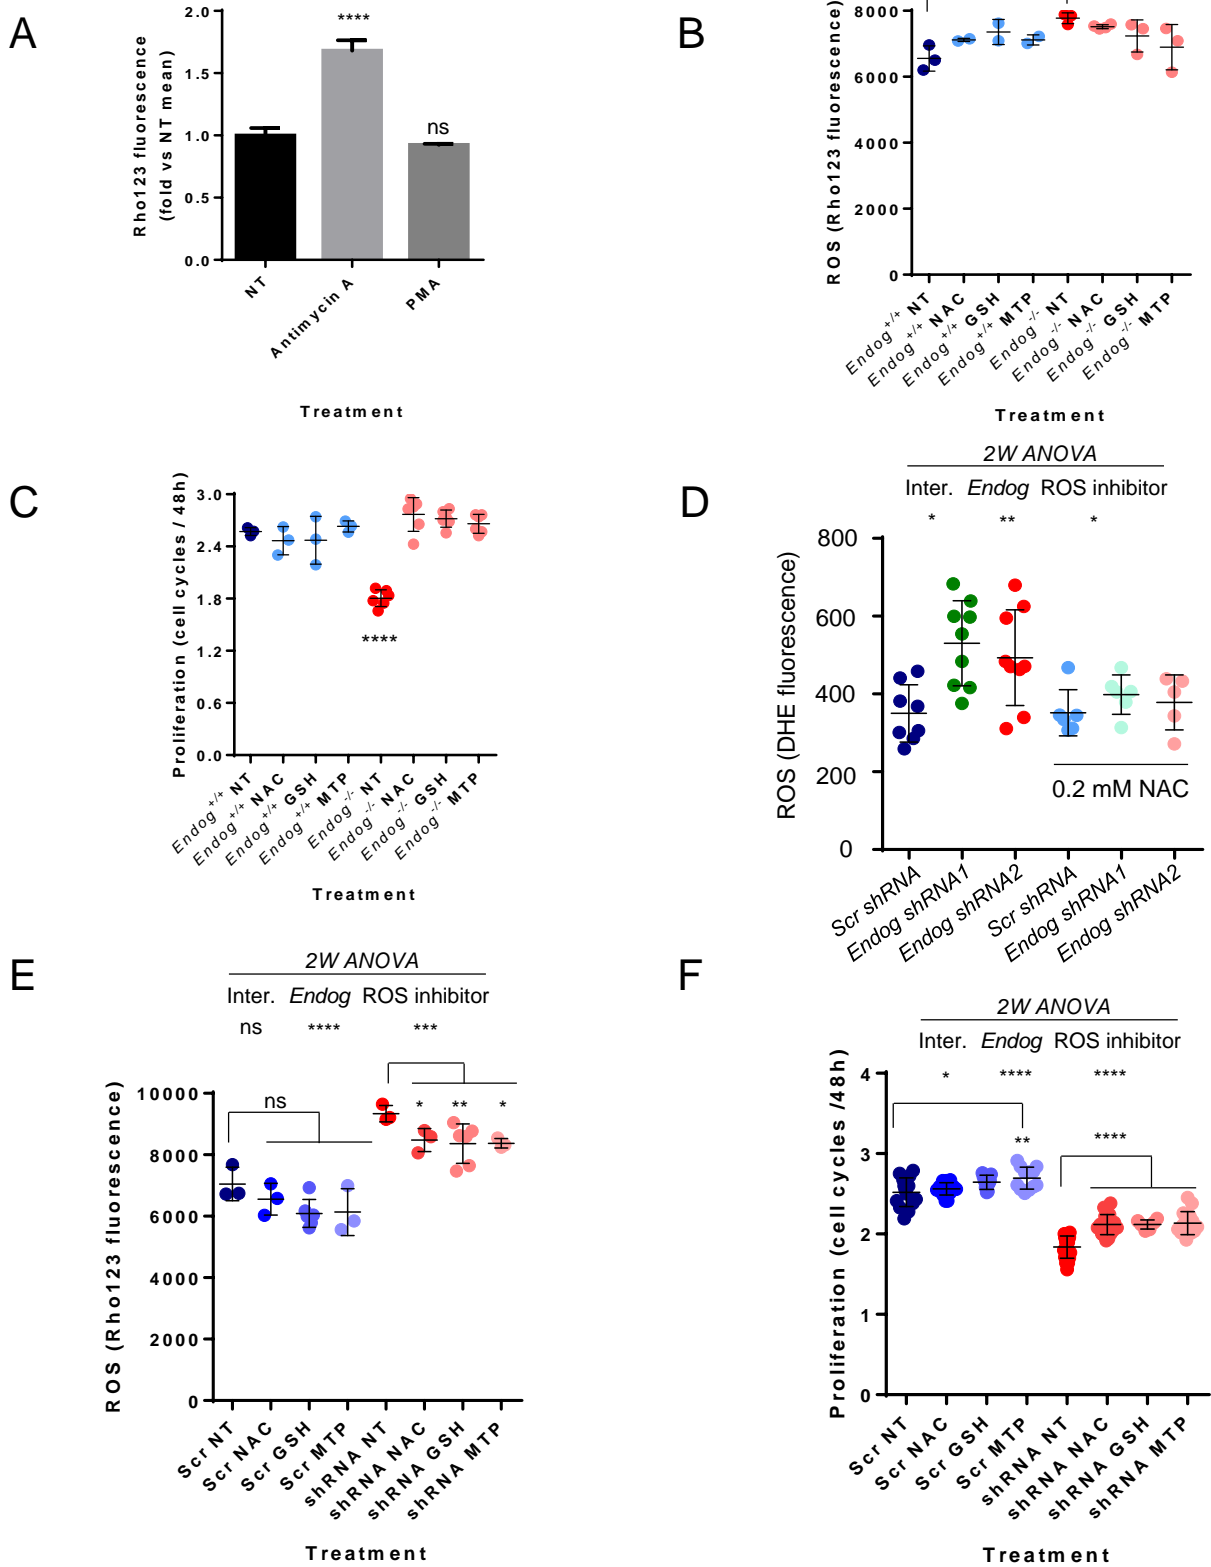 A
Rho123 fluorescence
(fold vs NT mean)
2.0
1.5
1.0
0.5
0.0
****
ns
NT
Antimycin A
PMA
Treatment
B
ROS (Rho123 fluorescence)
8000
6000
4000
2000
0
Endog +/+ NT
Endog +/+ NAC
Endog +/+ GSH
Endog +/+ MTP
Endog -/- NT
Endog -/- NAC
Endog -/- GSH
Endog -/- MTP
Treatment
C
Proliferation (cell cycles / 48h)
3.0
2.4
1.8
1.2
0.6
0.0
****
Endog +/+ NT
Endog +/+ NAC
Endog +/+ GSH
Endog +/+ MTP
Endog -/- NT
Endog -/- NAC
Endog -/- GSH
Endog -/- MTP
Treatment
D
2W ANOVA
Inter. Endog ROS inhibitor
* ** *
ROS (DHE fluorescence)
800
600
400
200
0
0.2 mM NAC
Scr shRNA
Endog shRNA1
Endog shRNA2
Scr shRNA
Endog shRNA1
Endog shRNA2
E
2W ANOVA
Inter. Endog ROS inhibitor
ns **** ***
ROS (Rho123 fluorescence)
10000
8000
6000
4000
2000
0
ns
* ** *
Scr NT
Scr NAC
Scr GSH
Scr MTP
shRNA NT
shRNA NAC
shRNA GSH
shRNA MTP
Treatment
F
2W ANOVA
Inter. Endog ROS inhibitor
* **** ****
Proliferation (cell cycles /48h)
4
3
2
1
0
** ****
Scr NT
Scr NAC
Scr GSH
Scr MTP
shRNA NT
shRNA NAC
shRNA GSH
shRNA MTP
Treatment